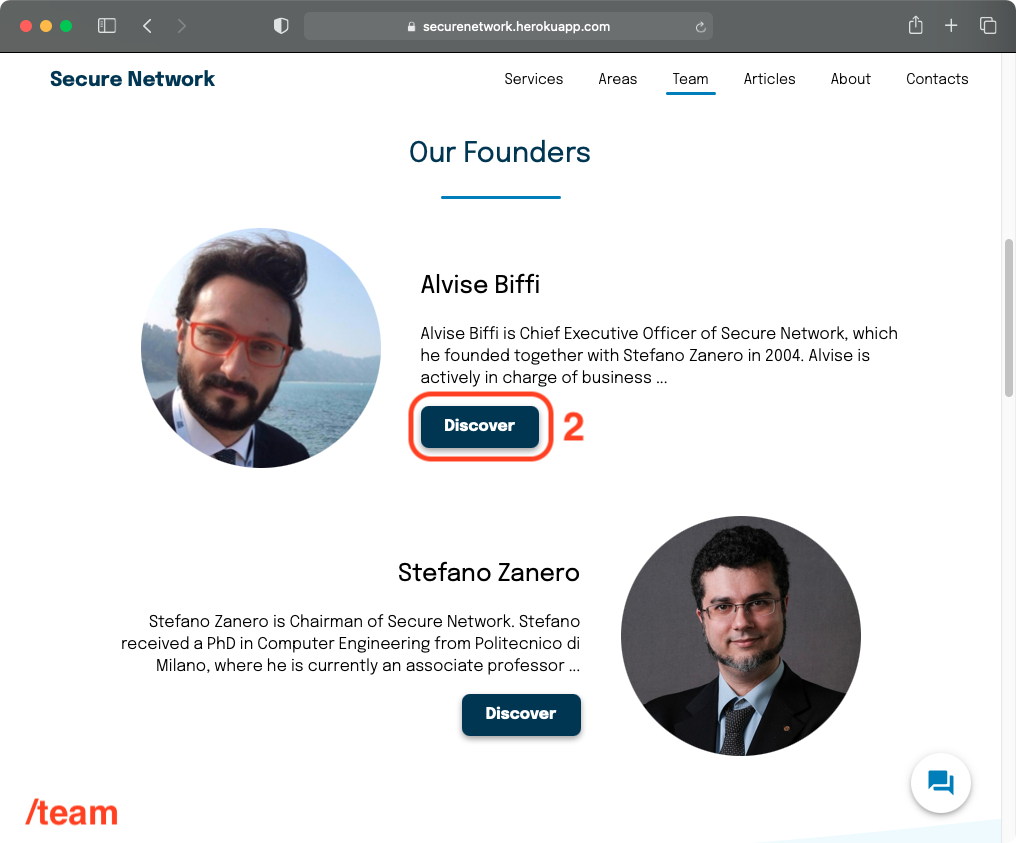 securenetwork.herokuapp.com
Secure Network
Services Areas Team Articles About Contacts
Our Founders
Alvise Biffi
Alvise Biffi is Chief Executive Officer of Secure Network, which
he founded together with Stefano Zanero in 2004. Alvise is
actively in charge of business ...
Discover
2
Stefano Zanero
Stefano Zanero is Chairman of Secure Network. Stefano
received a PhD in Computer Engineering from Politecnico di
Milano, where he is currently an associate professor ...
Discover
/team